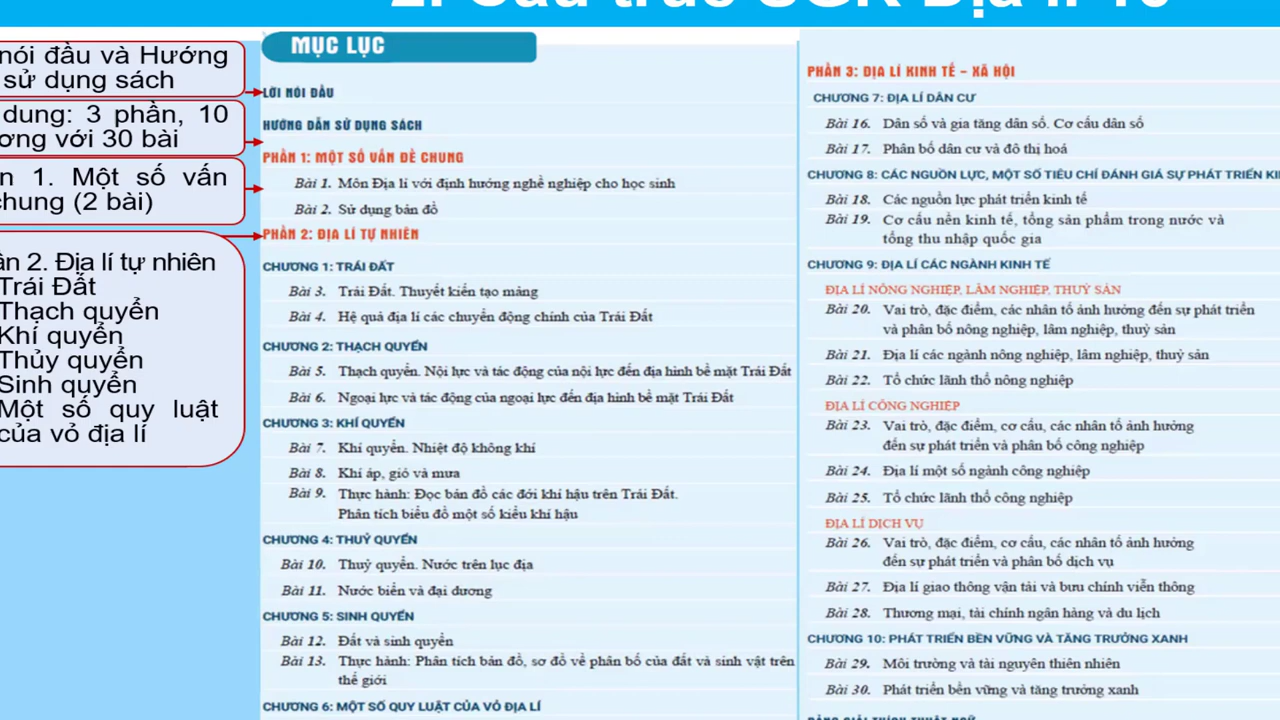 2. Cấu trúc SGK Địa lí 10
nói đầu và Hướng
sử dụng sách
dung: 3 phần, 10
ương với 30 bài
n 1. Một số vấn
chung (2 bài)
ần 2. Địa lí tự nhiên
Trái Đất
Thạch quyển
Khí quyển
Thủy quyển
Sinh quyển
Một số quy luật
của vỏ địa lí
MỤC LỤC
LỜI NÓI ĐẦU
HƯỚNG DẪN SỬ DỤNG SÁCH
PHẦN 1: MỘT SỐ VẤN ĐỀ CHUNG
Bài 1. Môn Địa lí với định hướng nghề nghiệp cho học sinh
Bài 2. Sử dụng bản đồ
PHẦN 2: ĐỊA LÍ TỰ NHIÊN
CHƯƠNG 1: TRÁI ĐẤT
Bài 3. Trái Đất. Thuyết kiến tạo mảng
Bài 4. Hệ quả địa lí các chuyển động chính của Trái Đất
CHƯƠNG 2: THẠCH QUYỂN
Bài 5. Thạch quyển. Nội lực và tác động của nội lực đến địa hình bề mặt Trái Đất
Bài 6. Ngoại lực và tác động của ngoại lực đến địa hình bề mặt Trái Đất
CHƯƠNG 3: KHÍ QUYỂN
Bài 7. Khí quyển. Nhiệt độ không khí
Bài 8. Khí áp, gió và mưa
Bài 9. Thực hành: Đọc bản đồ các đới khí hậu trên Trái Đất.
Phân tích biểu đồ một số kiểu khí hậu
CHƯƠNG 4: THUỶ QUYỂN
Bài 10. Thuỷ quyển. Nước trên lục địa
Bài 11. Nước biển và đại dương
CHƯƠNG 5: SINH QUYỂN
Bài 12. Đất và sinh quyển
Bài 13. Thực hành: Phân tích bản đồ, sơ đồ về phân bố của đất và sinh vật trên
thế giới
CHƯƠNG 6: MỘT SỐ QUY LUẬT CỦA VỎ ĐỊA LÍ
PHẦN 3: ĐỊA LÍ KINH TẾ – XÃ HỘI
CHƯƠNG 7: ĐỊA LÍ DÂN CƯ
Bài 16. Dân số và gia tăng dân số. Cơ cấu dân số
Bài 17. Phân bố dân cư và đô thị hoá
CHƯƠNG 8: CÁC NGUỒN LỰC, MỘT SỐ TIÊU CHÍ ĐÁNH GIÁ SỰ PHÁT TRIỂN KI
Bài 18. Các nguồn lực phát triển kinh tế
Bài 19. Cơ cấu nền kinh tế, tổng sản phẩm trong nước và
tổng thu nhập quốc gia
CHƯƠNG 9: ĐỊA LÍ CÁC NGÀNH KINH TẾ
ĐỊA LÍ NÔNG NGHIỆP, LÂM NGHIỆP, THUỶ SẢN
Bài 20. Vai trò, đặc điểm, các nhân tố ảnh hưởng đến sự phát triển
và phân bố nông nghiệp, lâm nghiệp, thuỷ sản
Bài 21. Địa lí các ngành nông nghiệp, lâm nghiệp, thuỷ sản
Bài 22. Tổ chức lãnh thổ nông nghiệp
ĐỊA LÍ CÔNG NGHIỆP
Bài 23. Vai trò, đặc điểm, cơ cấu, các nhân tố ảnh hưởng
đến sự phát triển và phân bố công nghiệp
Bài 24. Địa lí một số ngành công nghiệp
Bài 25. Tổ chức lãnh thổ công nghiệp
ĐỊA LÍ DỊCH VỤ
Bài 26. Vai trò, đặc điểm, cơ cấu, các nhân tố ảnh hưởng
đến sự phát triển và phân bố dịch vụ
Bài 27. Địa lí giao thông vận tải và bưu chính viễn thông
Bài 28. Thương mại, tài chính ngân hàng và du lịch
CHƯƠNG 10: PHÁT TRIỂN BỀN VỮNG VÀ TĂNG TRƯỞNG XANH
Bài 29. Môi trường và tài nguyên thiên nhiên
Bài 30. Phát triển bền vững và tăng trưởng xanh
BẢNG GIẢI THÍCH THUẬT NGỮ